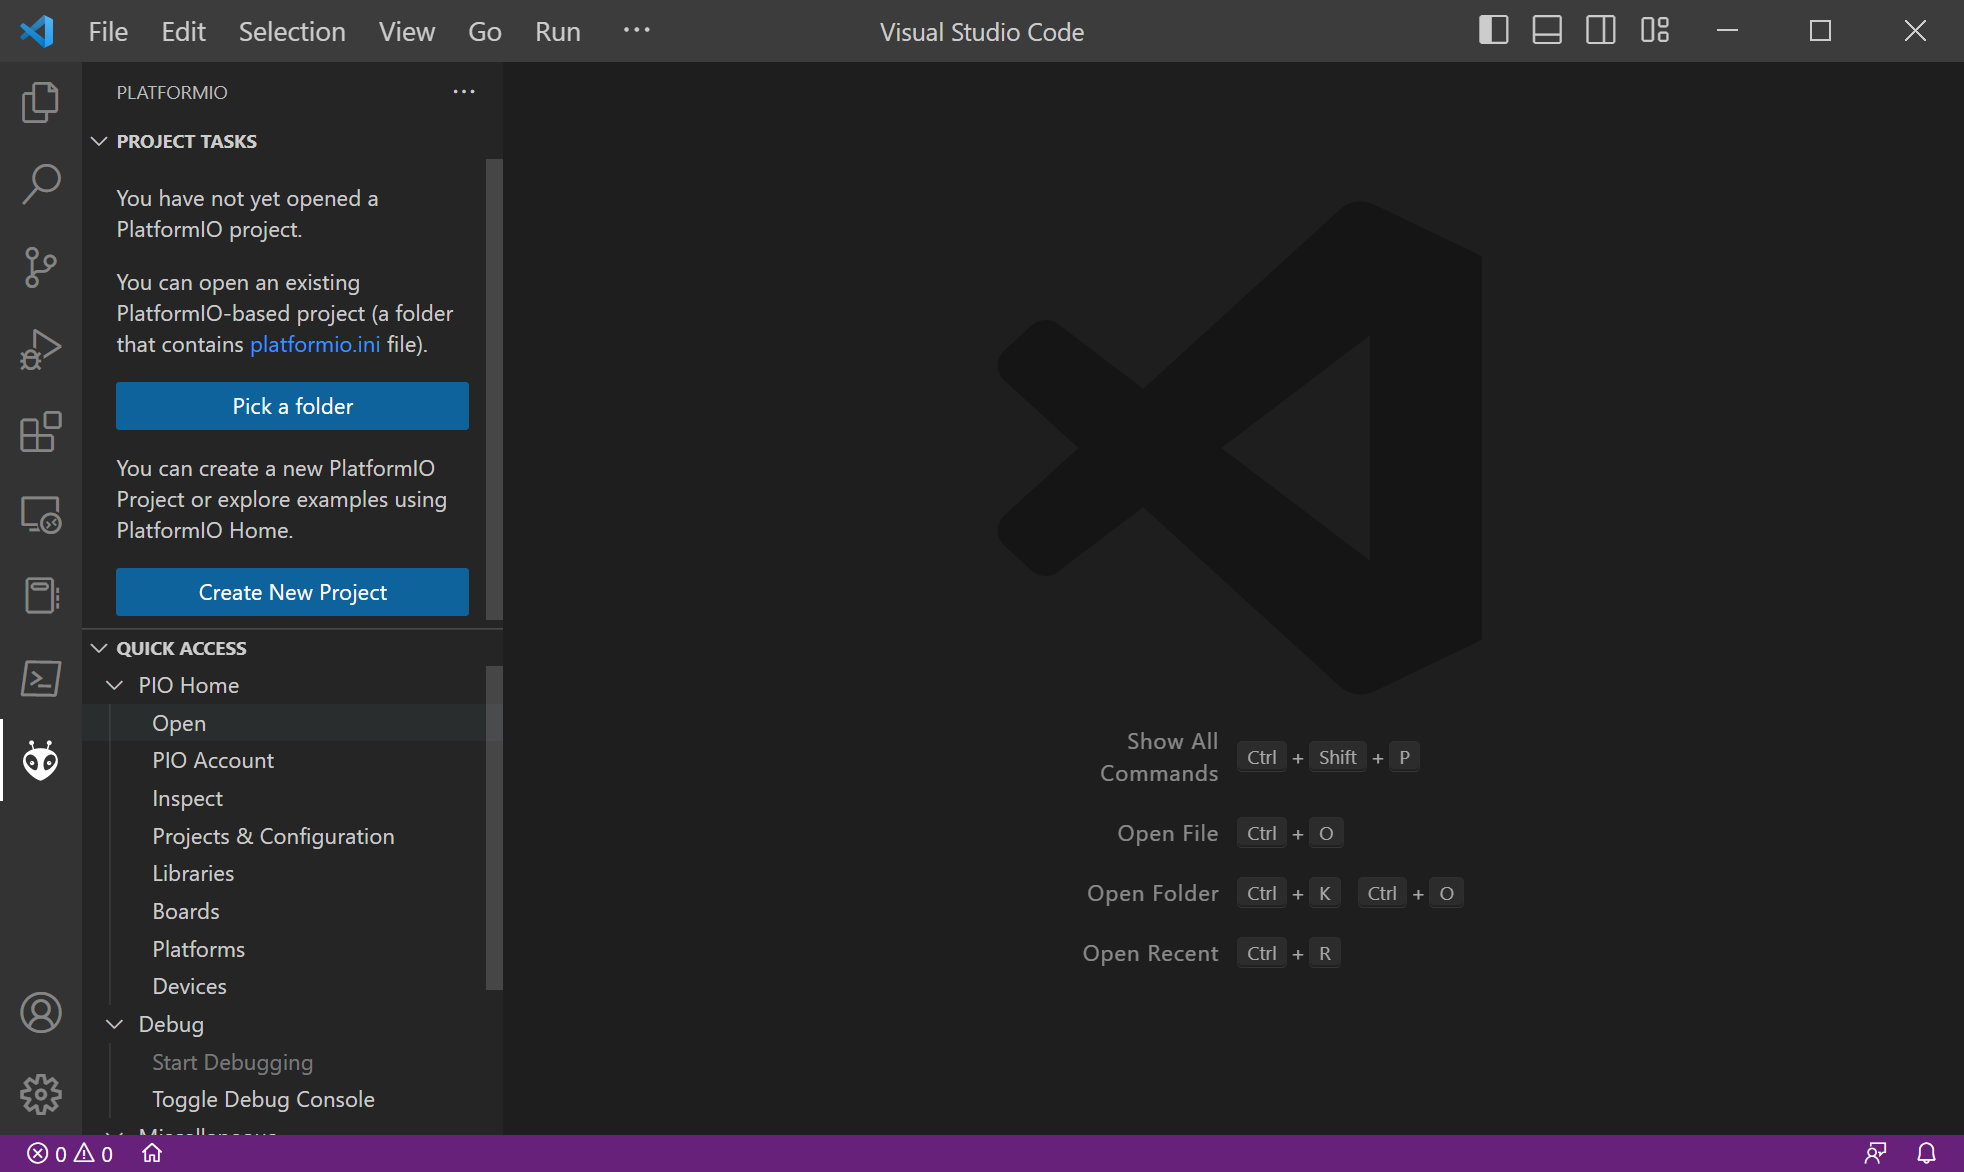 File Edit Selection View Go Run ··· Visual Studio Code
PLATFORMIO ···
PROJECT TASKS
You have not yet opened a
PlatformIO project.
You can open an existing
PlatformIO-based project (a folder
that contains platformio.ini file).
Pick a folder
You can create a new PlatformIO
Project or explore examples using
PlatformIO Home.
Create New Project
QUICK ACCESS
PIO Home
Open
PIO Account
Inspect
Projects & Configuration
Libraries
Boards
Platforms
Devices
Debug
Start Debugging
Toggle Debug Console
Miscellaneous
Show All
Commands Ctrl + Shift + P
Open File Ctrl + O
Open Folder Ctrl + K Ctrl + O
Open Recent Ctrl + R
0 0